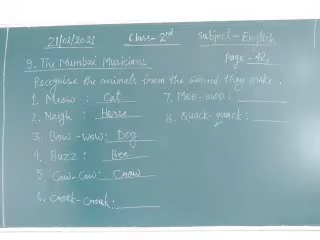 21/01/2021 Class-2nd Subject-English
9. The Mumbai Musicians Page-42.
Recognise the animals from the sound they make.
1. Meow : Cat
2. Neigh : Horse
3. Bow-wow: Dog
4. Buzz : Bee
5. Caw-Caw: Crow
6. Croak-Croak:
7. Moo-moo :
8. Quack-quack :